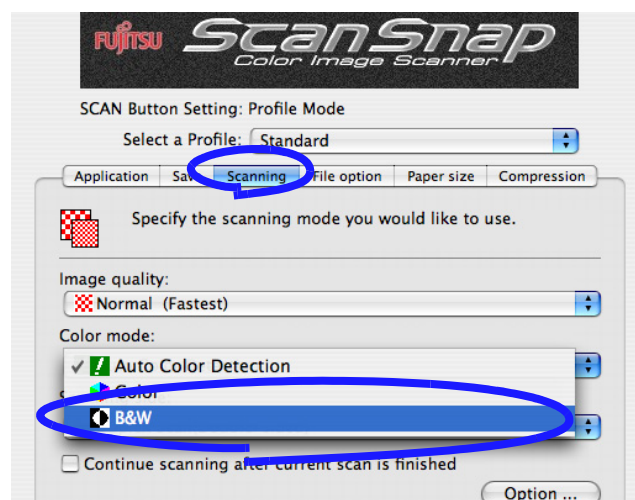 FUJITSU ScanSnap
Color Image Scanner
SCAN Button Setting: Profile Mode
Select a Profile: Standard
Application Scanning File option Paper size Compression
Specify the scanning mode you would like to use.
Image quality:
Normal (Fastest)
Color mode:
✓ Auto Color Detection
Color
B&W
Continue scanning after current scan is finished
Option ...